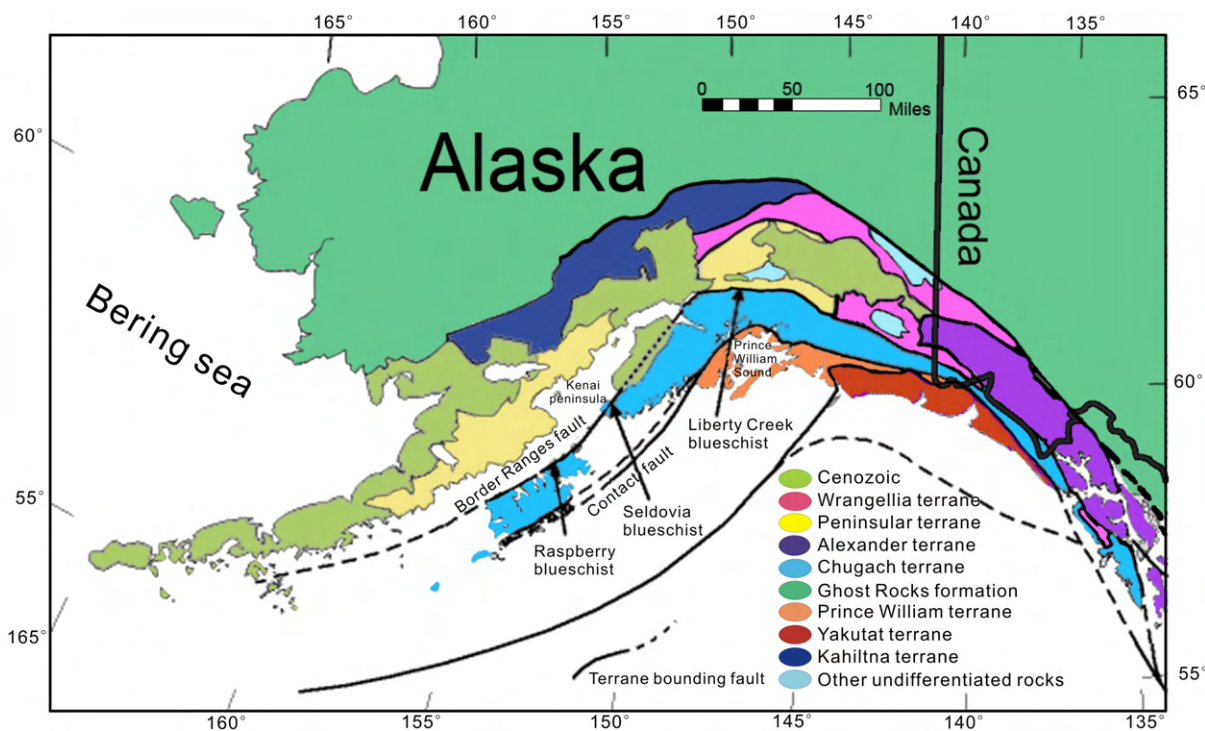 165°
160°
155°
150°
145°
140°
135°
0
50
100
Miles
65°
60°
Alaska
Canada
Bering sea
Prince
William
Sound
Kenai
peninsula
60°
Liberty Creek
blueschist
Border Ranges fault
Contact fault
Seldovia
blueschist
Raspberry
blueschist
55°
Cenozoic
Wrangellia terrane
Peninsular terrane
Alexander terrane
Chugach terrane
Ghost Rocks formation
Prince William terrane
Yakutat terrane
Kahiltna terrane
Other undifferentiated rocks
Terrane bounding fault
165°
55°
160°
155°
150°
145°
140°
135°